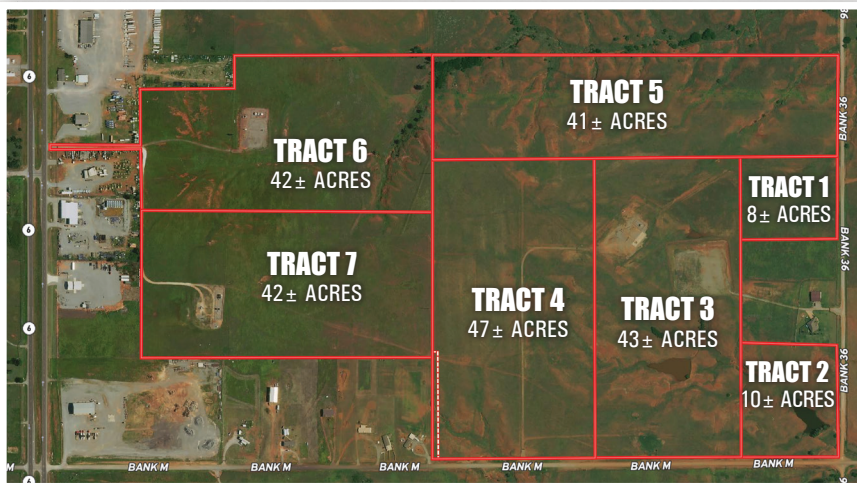 36
6
BANK 36
TRACT 5
41± ACRES
TRACT 6
42± ACRES
TRACT 1
8± ACRES
6
BANK 36
TRACT 7
42± ACRES
TRACT 4
47± ACRES
TRACT 3
43± ACRES
6
BANK 36
TRACT 2
10± ACRES
M
BANK M
BANK M
BANK M
BANK M
BANK M
BANK M
6